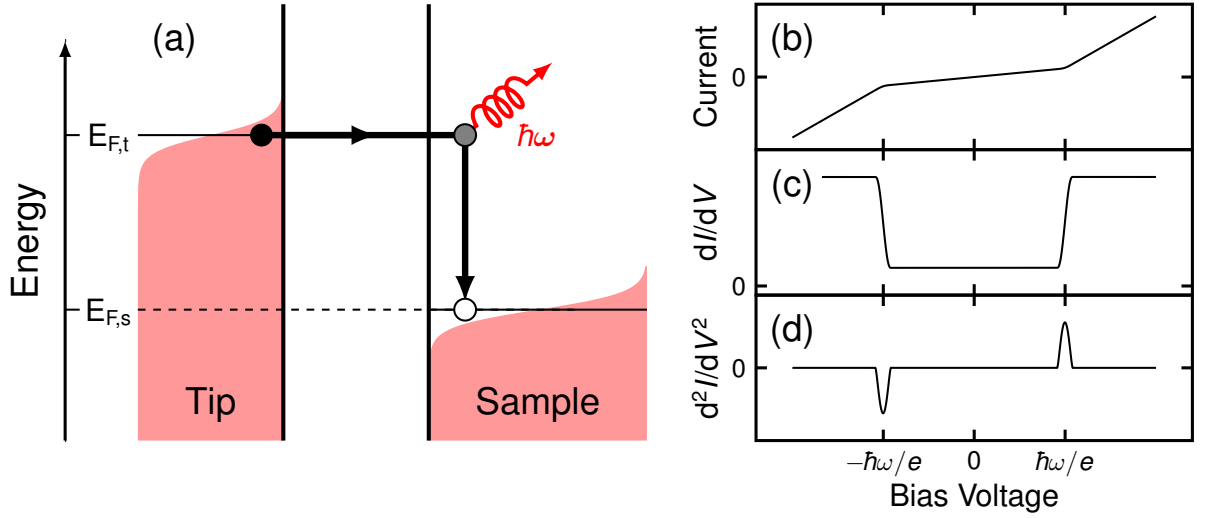 (a)
Energy
E_F,t
E_F,s
ħω
Tip
Sample
(b)
Current
0
(c)
dI/dV
0
(d)
d²I/dV²
0
−ħω/e 0 ħω/e
Bias Voltage